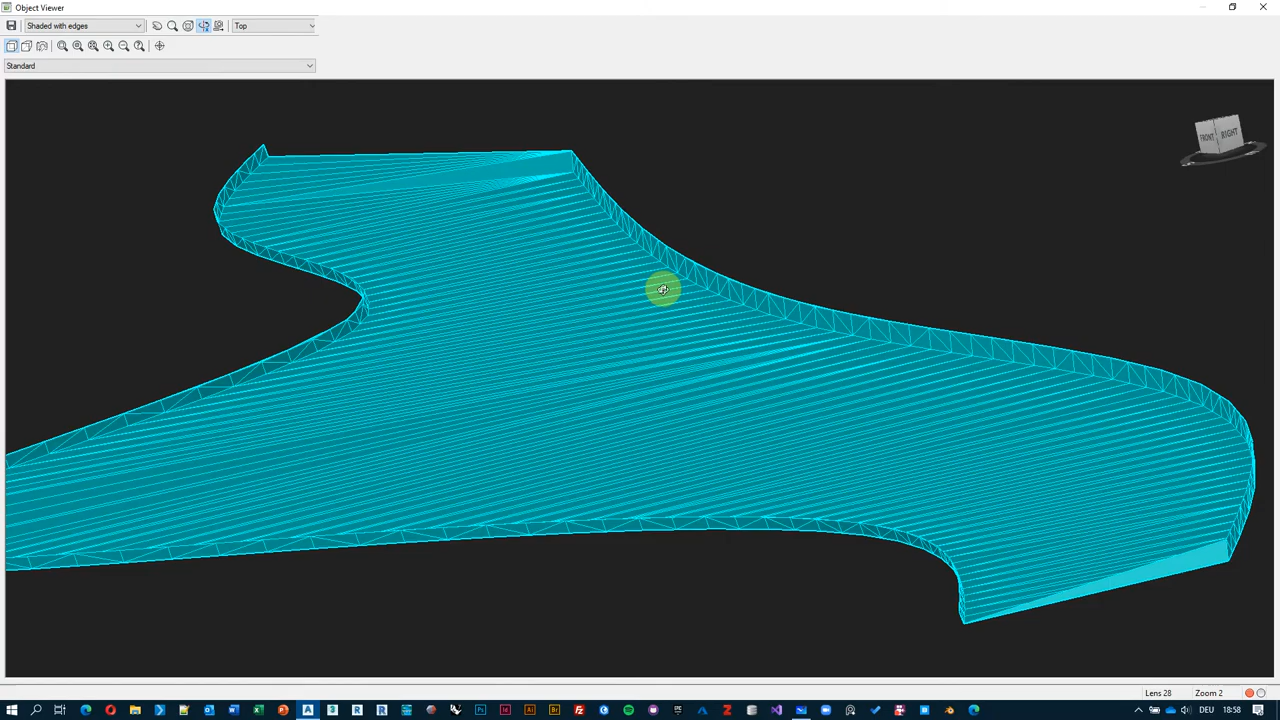 Object Viewer
Shaded with edges
Top
Standard
FRONT
RIGHT
Lens 28
Zoom 2
DEU
18:58